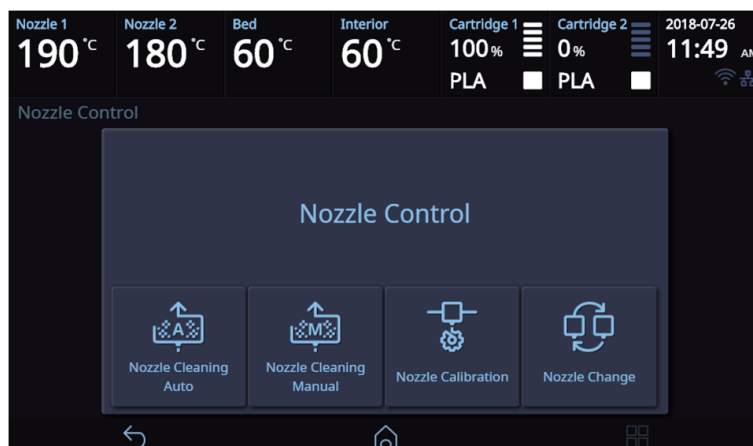 Nozzle 1
190 °C
Nozzle 2
180 °C
Bed
60 °C
Interior
60 °C
Cartridge 1
100 %
PLA
Cartridge 2
0 %
PLA
2018-07-26
11:49 AM
Nozzle Control
Nozzle Control
A
Nozzle Cleaning
Auto
M
Nozzle Cleaning
Manual
Nozzle Calibration
Nozzle Change